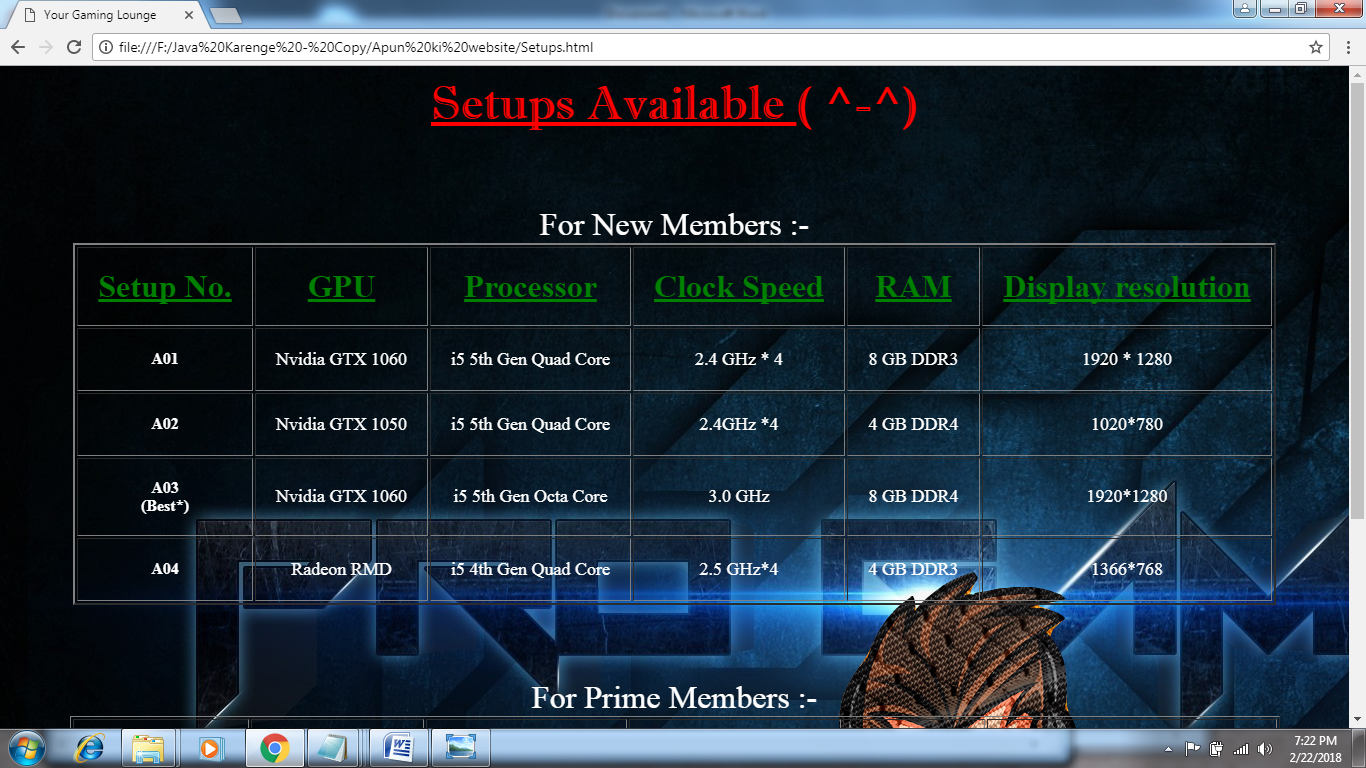 Your Gaming Lounge
file:///F:/Java%20Karenge%20-%20Copy/Apun%20ki%20website/Setups.html
Setups Available ( ^-^)
For New Members :-
Setup No. GPU Processor Clock Speed RAM Display resolution
A01 Nvidia GTX 1060 i5 5th Gen Quad Core 2.4 GHz * 4 8 GB DDR3 1920 * 1280
A02 Nvidia GTX 1050 i5 5th Gen Quad Core 2.4GHz *4 4 GB DDR4 1020*780
A03
(Best*) Nvidia GTX 1060 i5 5th Gen Octa Core 3.0 GHz 8 GB DDR4 1920*1280
A04 Radeon RMD i5 4th Gen Quad Core 2.5 GHz*4 4 GB DDR3 1366*768
For Prime Members :-
7:22 PM
2/22/2018